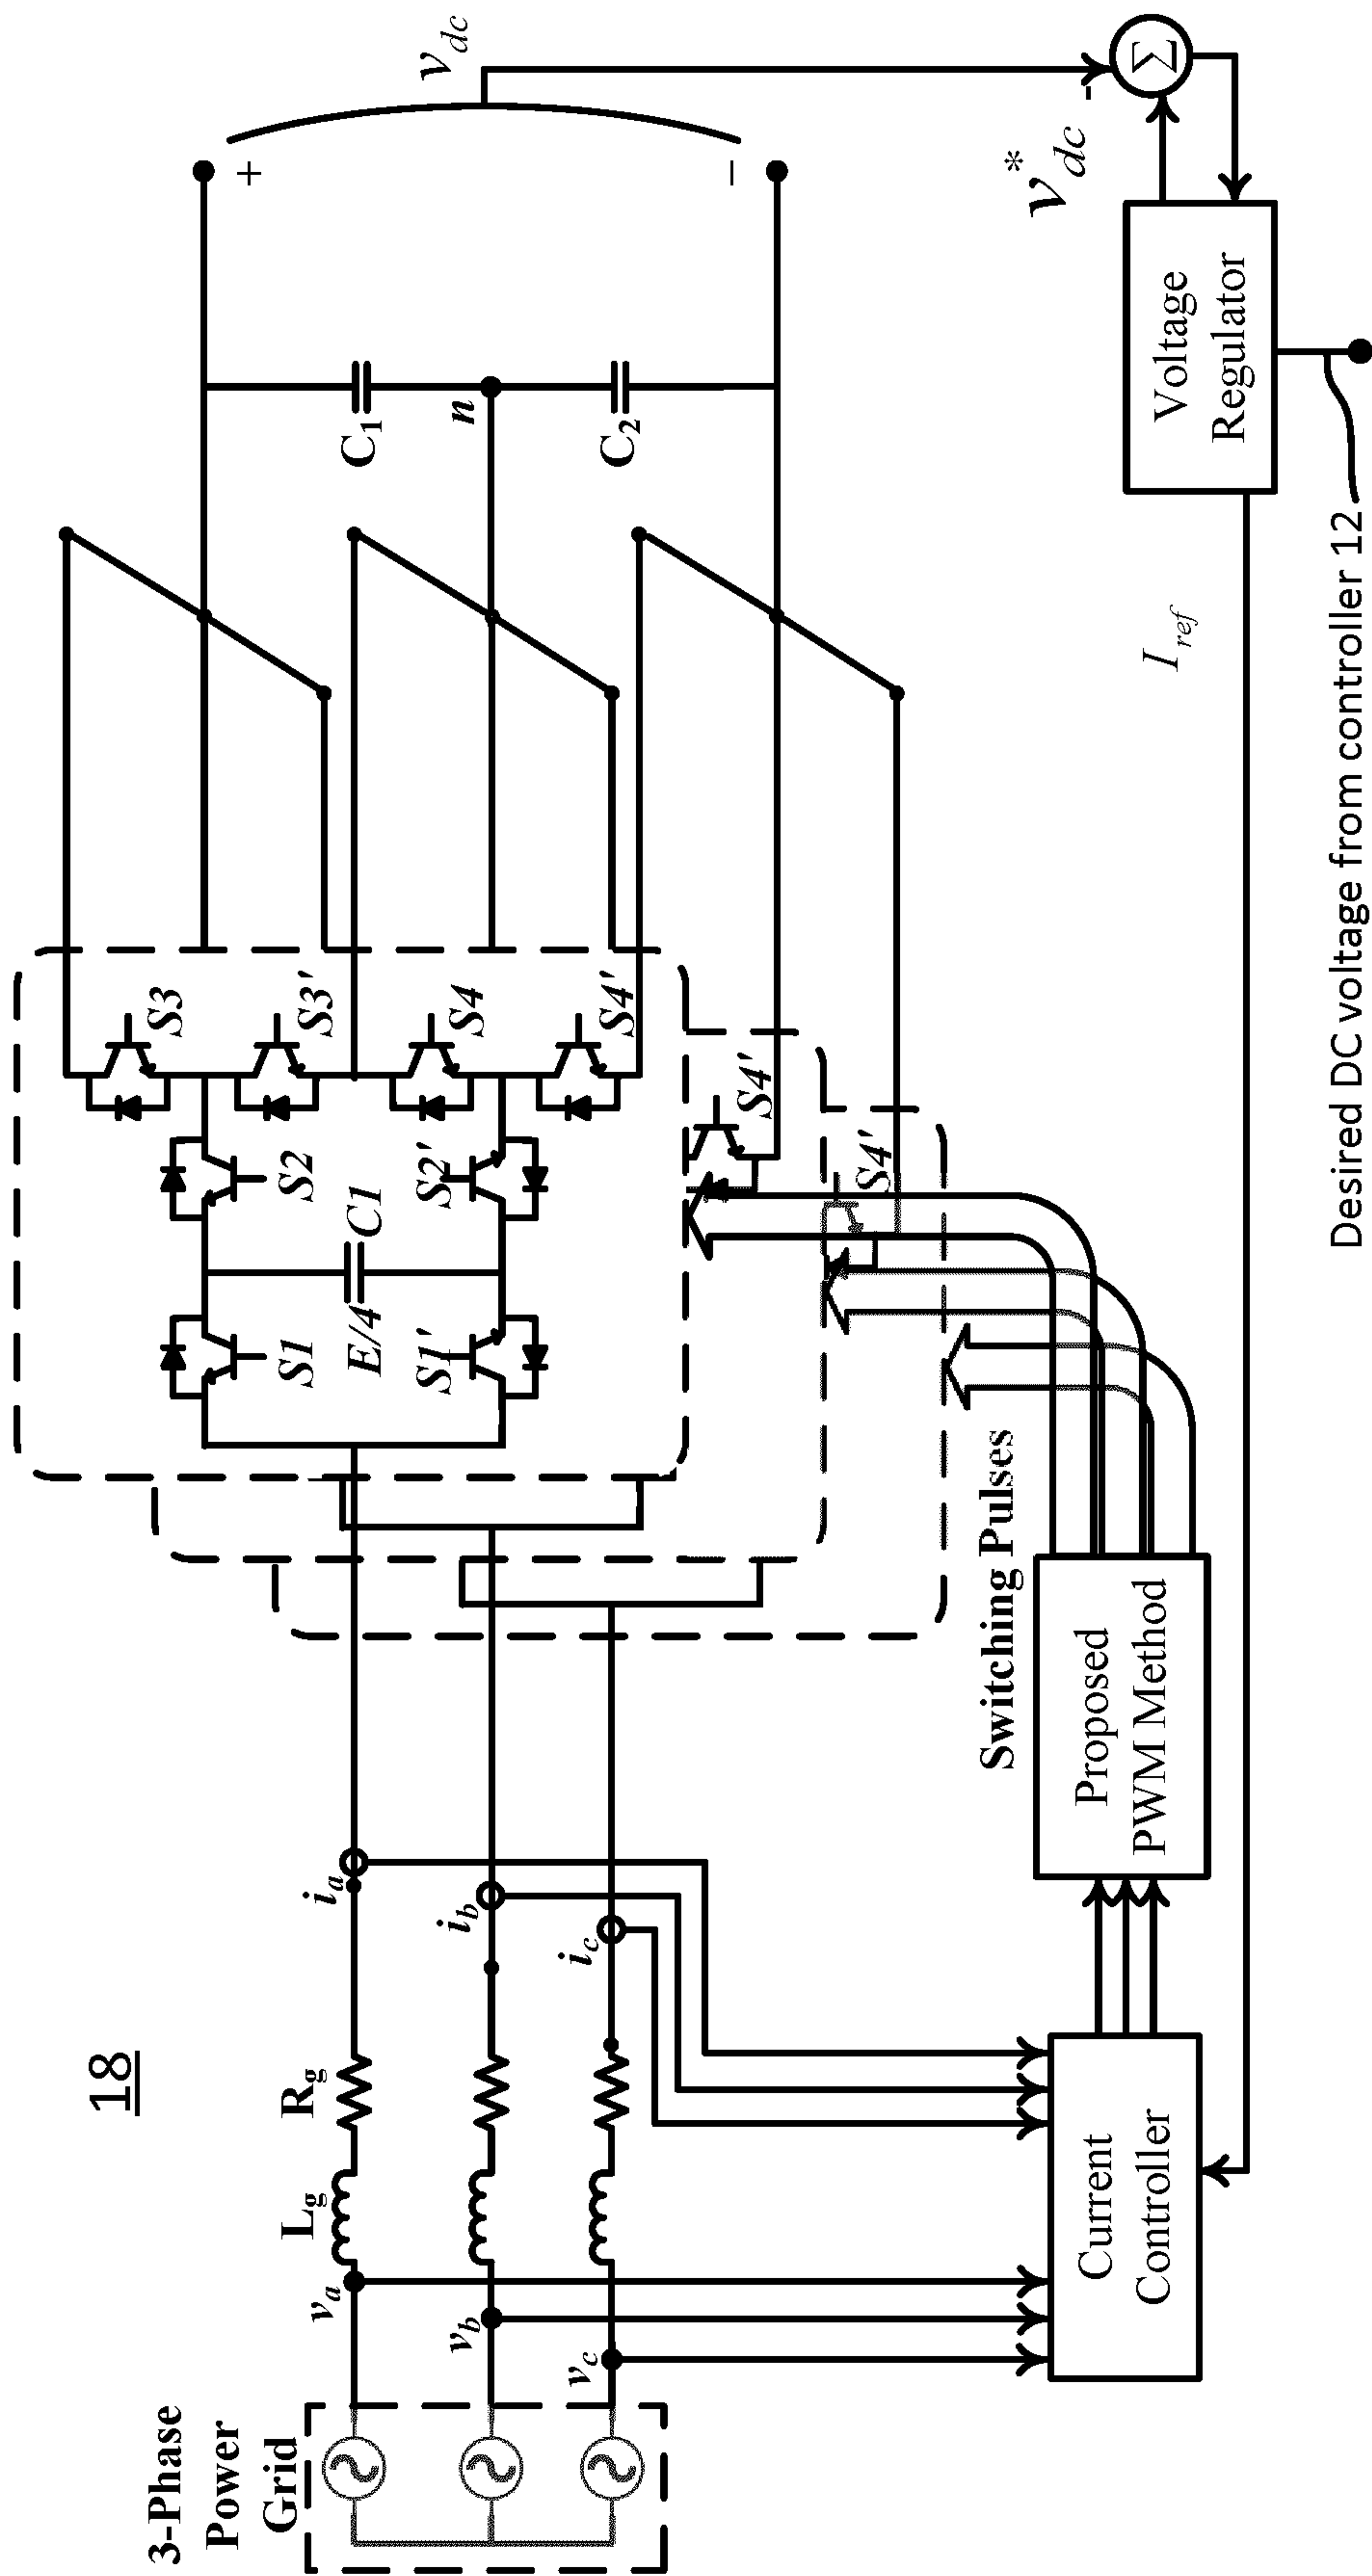 18
3-Phase
Power
Grid
v_a
v_b
v_c
L_g
R_g
i_a
i_b
i_c
S1
S1'
E/4
C1
S2
S2'
S3
S3'
S4
S4'
S4'
S4'
C_1
n
C_2
+
−
v_dc
Σ
-
v*_dc
Voltage
Regulator
I_ref
Desired DC voltage from controller 12
Switching Pulses
Proposed
PWM Method
Current
Controller